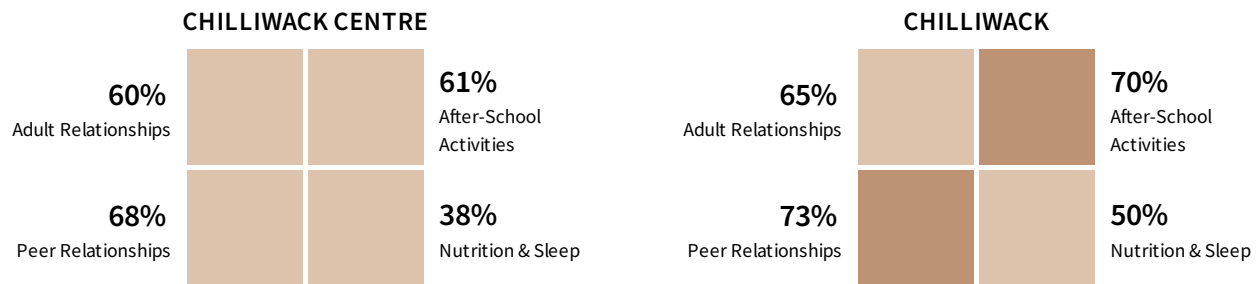 CHILLIWACK CENTRE
60%
Adult Relationships
61%
After-School
Activities
68%
Peer Relationships
38%
Nutrition & Sleep
CHILLIWACK
65%
Adult Relationships
70%
After-School
Activities
73%
Peer Relationships
50%
Nutrition & Sleep